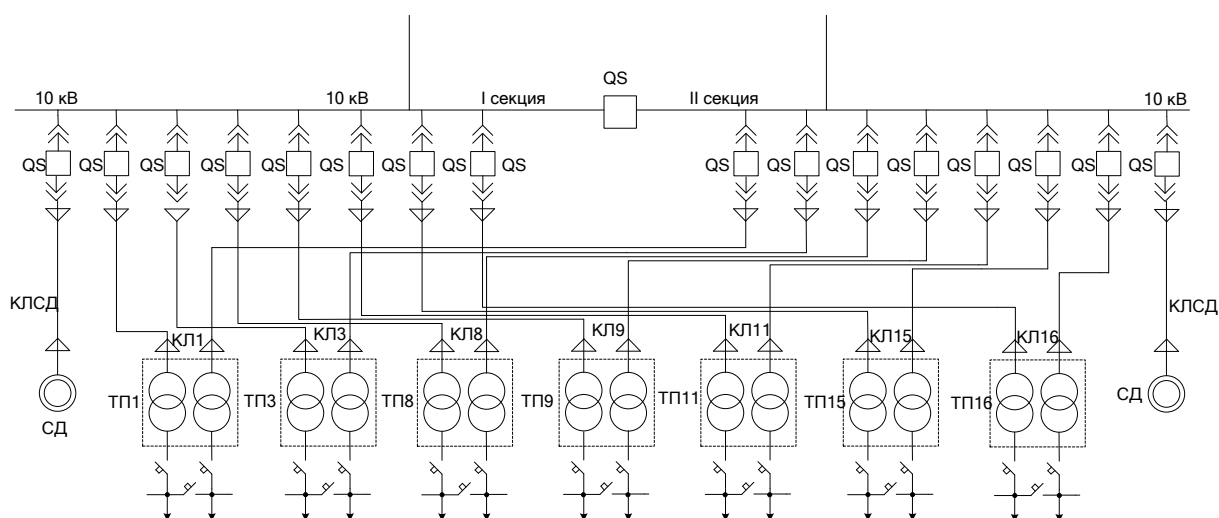 QS
10 кВ 10 кВ I секция II секция 10 кВ
QS QS QS QS QS QS QS QS QS QS QS QS QS QS QS QS
КЛСД КЛСД
КЛ1 КЛ3 КЛ8 КЛ9 КЛ11 КЛ15 КЛ16
ТП1 ТП3 ТП8 ТП9 ТП11 ТП15 ТП16
СД СД